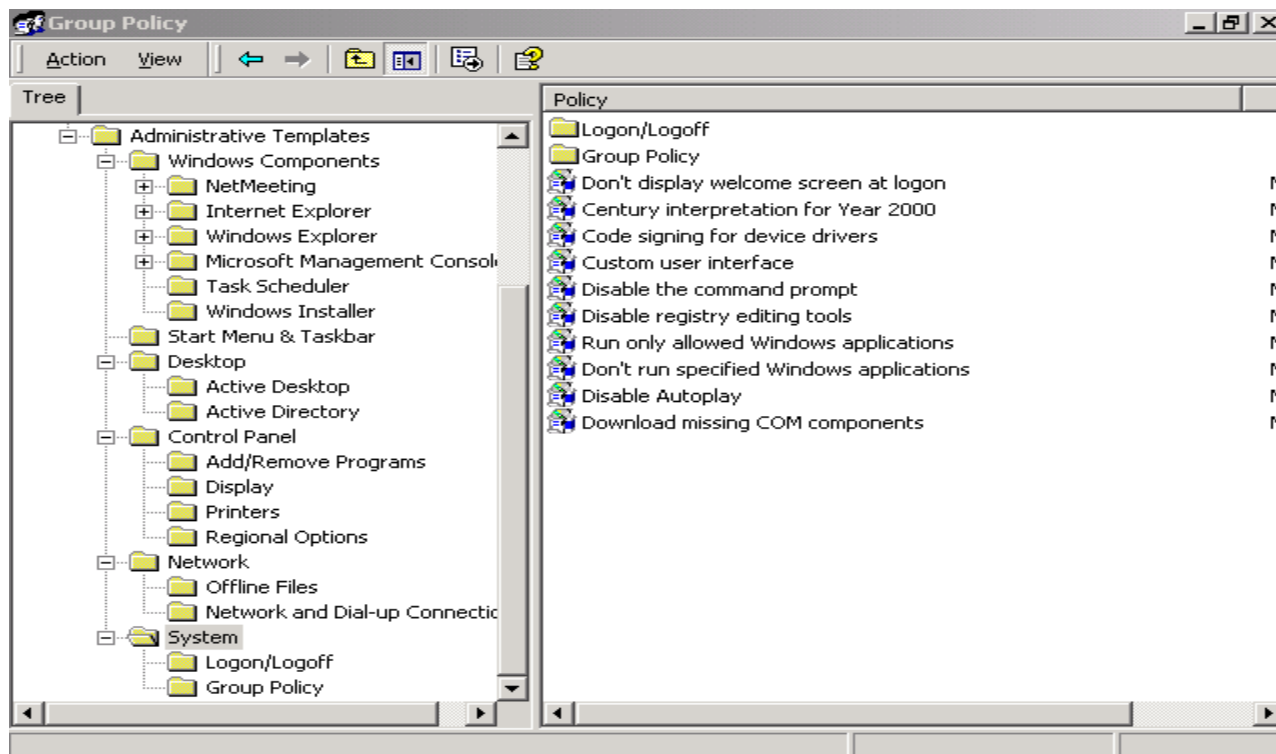 Group Policy
Action View
Tree
Administrative Templates
Windows Components
NetMeeting
Internet Explorer
Windows Explorer
Microsoft Management Consol
Task Scheduler
Windows Installer
Start Menu & Taskbar
Desktop
Active Desktop
Active Directory
Control Panel
Add/Remove Programs
Display
Printers
Regional Options
Network
Offline Files
Network and Dial-up Connectic
System
Logon/Logoff
Group Policy
Policy
Logon/Logoff
Group Policy
Don't display welcome screen at logon
Century interpretation for Year 2000
Code signing for device drivers
Custom user interface
Disable the command prompt
Disable registry editing tools
Run only allowed Windows applications
Don't run specified Windows applications
Disable Autoplay
Download missing COM components